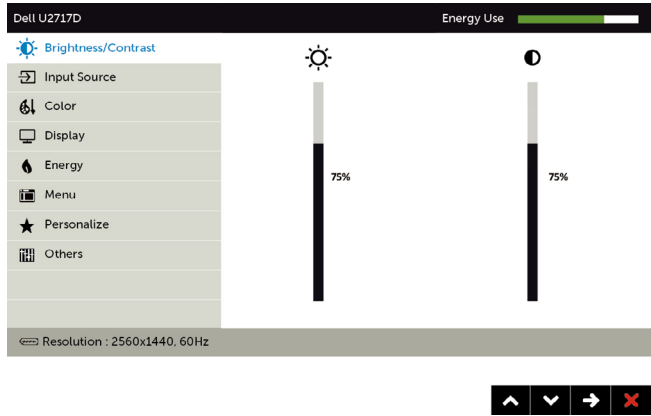 Dell U2717D Energy Use
Brightness/Contrast
Input Source
Color
Display
Energy
75% 75%
Menu
Personalize
Others
Resolution : 2560x1440, 60Hz